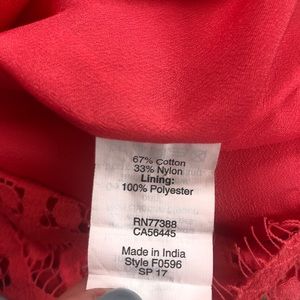 67% Cotton
33% Nylon
Lining:
100% Polyester
RN77388
CA56445
Made in India
Style F0596
SP 17